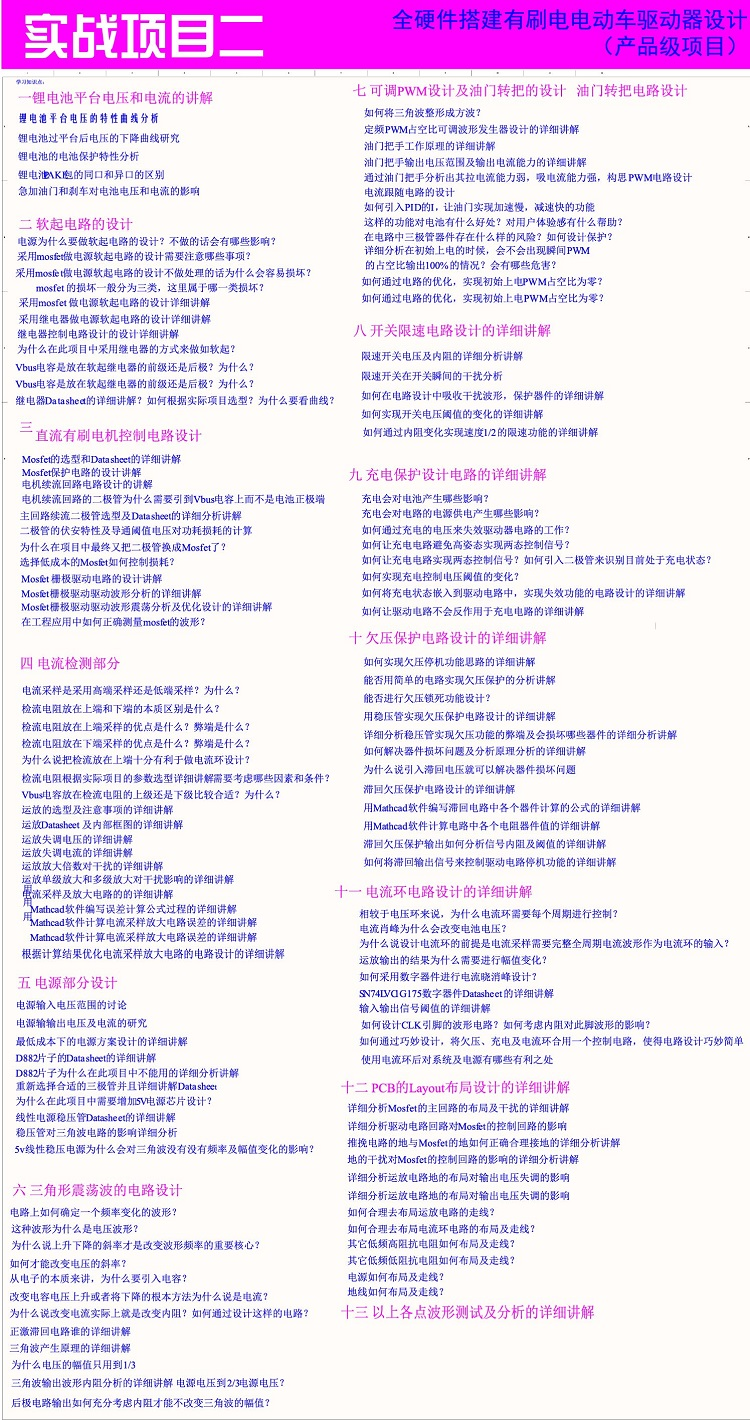 实战项目二
全硬件搭建有刷电电动车驱动器设计
（产品级项目）
学习知识点：
一锂电池平台电压和电流的讲解
锂电池平台电压的特性曲线分析
锂电池过平台后电压的下降曲线研究
锂电池的电池保护特性分析
锂电池PAK包的同口和异口的区别
急加油门和刹车对电池电压和电流的影响
二 软起电路的设计
电源为什么要做软起电路的设计？不做的话会有哪些影响？
采用mosfet做电源软起电路的设计需要注意哪些事项？
采用mosfet做电源软起电路的设计不做处理的话为什么会容易损坏？
mosfet 的损坏一般分为三类，这里属于哪一类损坏？
采用mosfet 做电源软起电路的设计详细讲解
采用继电器做电源软起电路的设计详细讲解
继电器控制电路设计的设计详细讲解
为什么在此项目中采用继电器的方式来做如软起？
Vbus电容是放在软起继电器的前级还是后极？为什么？
Vbus电容是放在软起继电器的前级还是后极？为什么？
继电器Datasheet的详细讲解？如何根据实际项目选型？为什么要看曲线？
三 直流有刷电机控制电路设计
Mosfet的选型和Datasheet的详细讲解
Mosfet保护电路的设计讲解
电机续流回路电路设计的讲解
电机续流回路的二极管为什么需要引到Vbus电容上而不是电池正极端
主回路续流二极管选型及Datasheet的详细分析讲解
二极管的伏安特性及导通阈值电压对功耗损耗的计算
为什么在项目中最终又把二极管换成Mosfet了？
选择低成本的Mosfet如何控制损耗？
Mosfet 栅极驱动电路的设计讲解
Mosfet栅极驱动驱动波形分析的详细讲解
Mosfet栅极驱动驱动波形震荡分析及优化设计的详细讲解
在工程应用中如何正确测量mosfet的波形？
四 电流检测部分
电流采样是采用高端采样还是低端采样？为什么？
检流电阻放在上端和下端的本质区别是什么？
检流电阻放在上端采样的优点是什么？弊端是什么？
检流电阻放在下端采样的优点是什么？弊端是什么？
为什么说把检流放在上端十分有利于做电流环设计？
检流电阻根据实际项目的参数选型详细讲解需要考虑哪些因素和条件？
Vbus电容放在检流电阻的上级还是下级比较合适？为什么？
运放的选型及注意事项的详细讲解
运放Datasheet 及内部框图的详细讲解
运放失调电压的详细讲解
运放失调电流的详细讲解
运放放大倍数对干扰的详细讲解
运放单级放大和多级放大对干扰影响的详细讲解
电流采样及放大电路的的详细讲解
用Mathcad软件编写误差计算公式过程的详细讲解
用Mathcad软件计算电流采样放大电路误差的详细讲解
用Mathcad软件计算电流采样放大电路误差的详细讲解
根据计算结果优化电流采样放大电路的电路设计的详细讲解
五 电源部分设计
电源输入电压范围的讨论
电源输输出电压及电流的研究
最低成本下的电源方案设计的详细讲解
D882片子的Datasheet的详细讲解
D882片子为什么在此项目中不能用的详细分析讲解
重新选择合适的三极管并且详细讲解Datasheet
为什么在此项目中需要增加5V电源芯片设计？
线性电源稳压管Datasheet的详细讲解
稳压管对三角波电路的影响详细分析
5v线性稳压电源为什么会对三角波没有没有频率及幅值变化的影响？
六 三角形震荡波的电路设计
电路上如何确定一个频率变化的波形？
这种波形为什么是电压波形？
为什么说上升下降的斜率才是改变波形频率的重要核心？
如何才能改变电压的斜率？
从电子的本质来讲，为什么要引入电容？
改变电容电压上升或者将下降的根本方法为什么说是电流？
为什么说改变电流实际上就是改变内阻？如何通过设计这样的电路？
正激滞回电路谁的详细讲解
三角波产生原理的详细讲解
为什么电压的幅值只用到1/3
三角波输出波形内阻分析的详细讲解 电源电压到2/3电源电压？
后极电路输出如何充分考虑内阻才能不改变三角波的幅值？
七 可调PWM设计及油门转把的设计 油门转把电路设计
如何将三角波整形成方波？
定频PWM占空比可调波形发生器设计的详细讲解
油门把手工作原理的详细讲解
油门把手输出电压范围及输出电流能力的详细讲解
通过油门把手分析出其拉电流能力弱，吸电流能力强，构思PWM电路设计
电流跟随电路的设计
如何引入PID的I，让油门实现加速慢，减速快的功能
这样的功能对电池有什么好处？对用户体验感有什么帮助？
在电路中三极管器件存在什么样的风险？如何设计保护？
详细分析在初始上电的时候，会不会出现瞬间PWM
的占空比输出100%的情况？会有哪些危害？
如何通过电路的优化，实现初始上电PWM占空比为零？
如何通过电路的优化，实现初始上电PWM占空比为零？
八 开关限速电路设计的详细讲解
限速开关电压及内阻的详细分析讲解
限速开关在开关瞬间的干扰分析
如何在电路设计中吸收干扰波形，保护器件的详细讲解
如何实现开关电压阈值的变化的详细讲解
如何通过内阻变化实现速度1/2的限速功能的详细讲解
九 充电保护设计电路的详细讲解
充电会对电池产生哪些影响？
充电会对电路的电源供电产生哪些影响？
如何通过充电的电压来失效驱动器电路的工作？
如何让充电电路避免高姿态实现两态控制信号？
如何让充电电路实现两态控制信号？如何引入二极管来识别目前处于充电状态？
如何实现充电控制电压阈值的变化？
如何将充电状态嵌入到驱动电路中，实现失效功能的电路设计的详细讲解
如何让驱动电路不会反作用于充电电路的详细讲解
十 欠压保护电路设计的详细讲解
如何实现欠压停机功能思路的详细讲解
能否用简单的电路实现欠压保护的分析讲解
能否进行欠压锁死功能设计？
用稳压管实现欠压保护电路设计的详细讲解
详细分析稳压管实现欠压功能的弊端及会损坏哪些器件的详细分析讲解
如何解决器件损坏问题及分析原理分析的详细讲解
为什么说引入滞回电压就可以解决器件损坏问题
滞回欠压保护电路设计的详细讲解
用Mathcad软件编写滞回电路中各个器件计算的公式的详细讲解
用Mathcad软件计算电路中各个电阻器件值的详细讲解
滞回欠压保护输出如何分析信号内阻及阈值的详细讲解
如何将滞回输出信号来控制驱动电路停机功能的详细讲解
十一 电流环电路设计的详细讲解
相较于电压环来说，为什么电流环需要每个周期进行控制？
电流肖峰为什么会改变电池电压？
为什么说设计电流环的前提是电流采样需要完整全周期电流波形作为电流环的输入？
运放输出的结果为什么需要进行幅值变化？
如何采用数字器件进行电流晓消峰设计？
SN74LVC1G175数字器件Datasheet 的详细讲解
输入输出信号阈值的详细讲解
如何设计CLK引脚的波形电路？如何考虑内阻对此脚波形的影响？
如何通过巧妙设计，将欠压、充电及电流环合用一个控制电路，使得电路设计巧妙简单
使用电流环后对系统及电源有哪些有利之处
十二 PCB的Layout布局设计的详细讲解
详细分析Mosfet的主回路的布局及干扰的详细讲解
详细分析驱动电路回路对Mosfet的控制回路的影响
推挽电路的地与Mosfet的地如何正确合理接地的详细分析讲解
地的干扰对Mosfet的控制回路的影响的详细分析讲解
详细分析运放电路地的布局对输出电压失调的影响
详细分析运放电路地的布局对输出电压失调的影响
如何合理去布局运放电路的走线？
如何合理去布局电流环电路的布局及走线？
其它低频高阻抗电阻如何布局及走线？
其它低频低阻抗电阻如何布局及走线？
电源如何布局及走线？
地线如何布局及走线？
十三 以上各点波形测试及分析的详细讲解